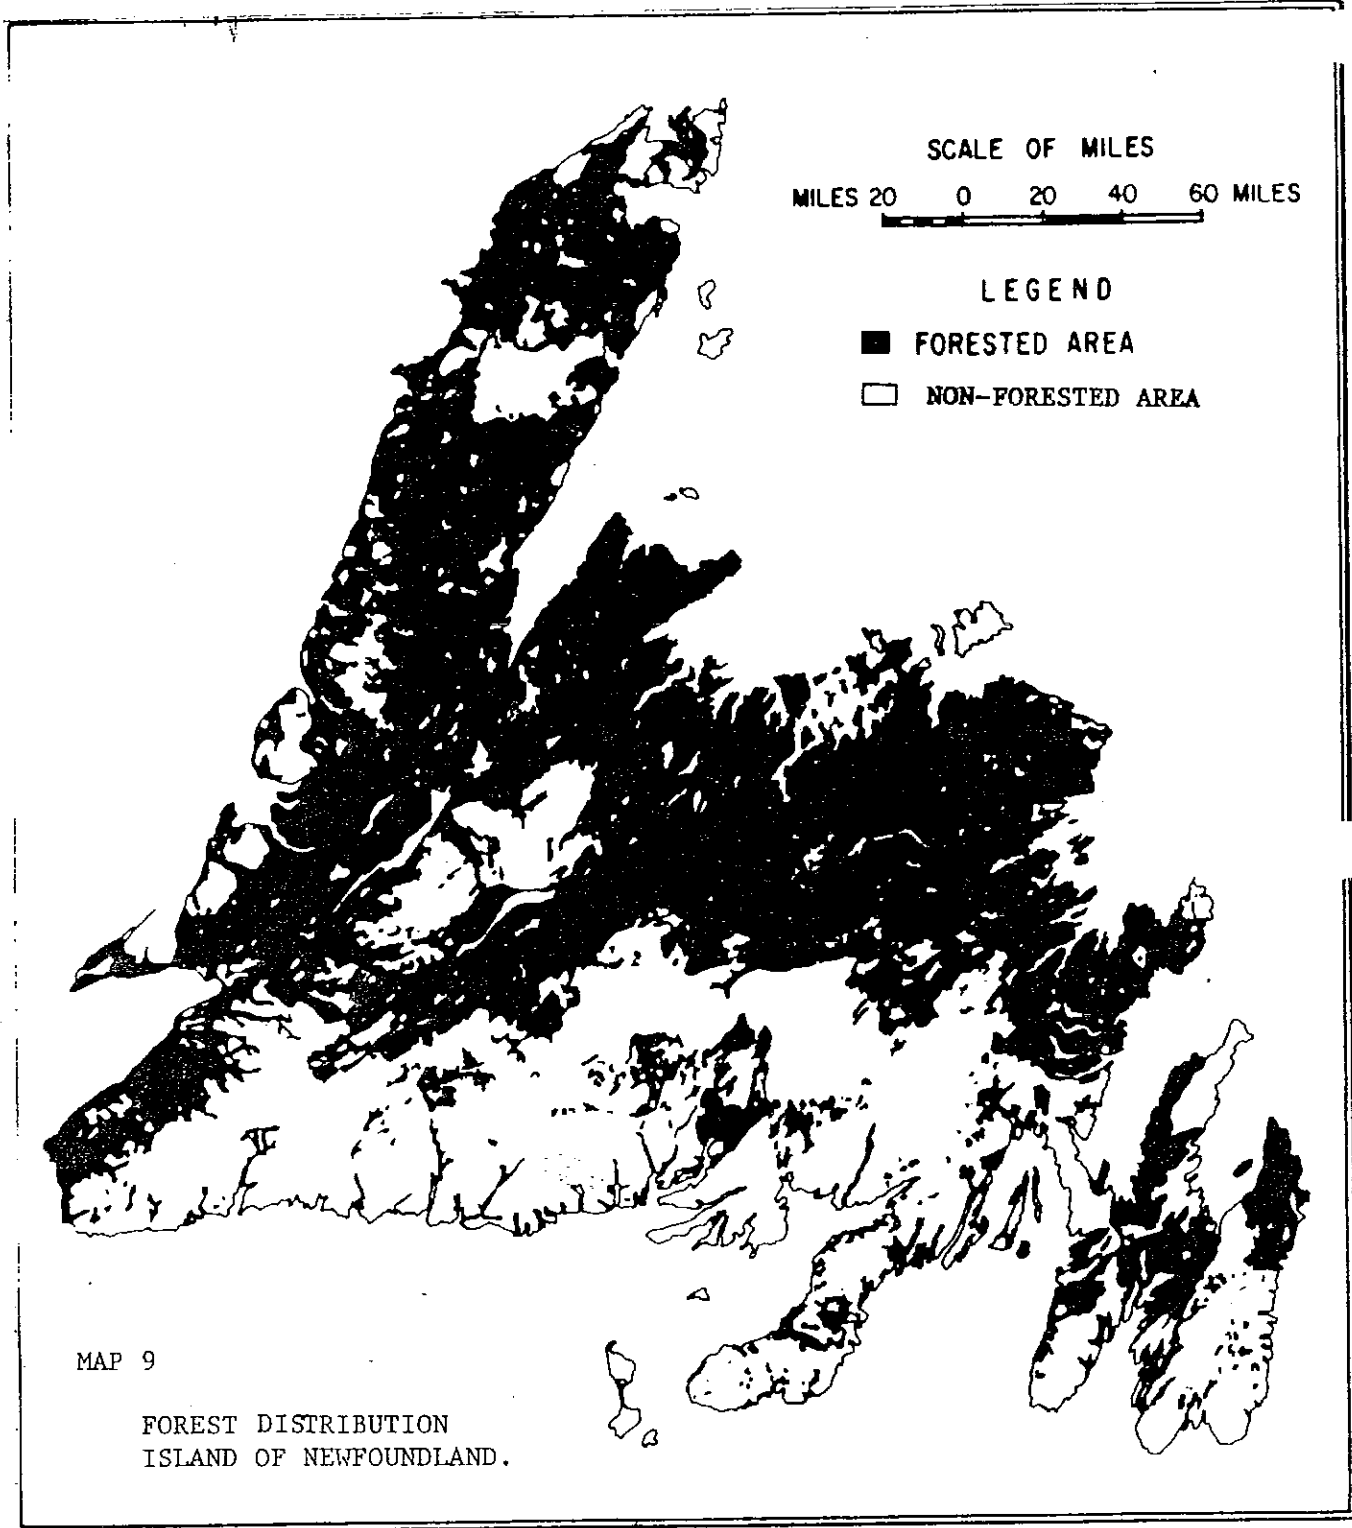 SCALE OF MILES
MILES 20 0 20 40 60 MILES
LEGEND
FORESTED AREA
NON-FORESTED AREA
MAP 9
FOREST DISTRIBUTION
ISLAND OF NEWFOUNDLAND.